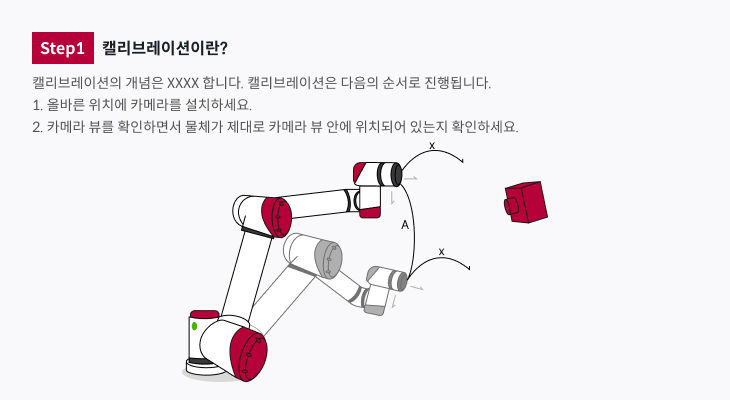 Step1 캘리브레이션이란?
캘리브레이션의 개념은 XXXX 합니다. 캘리브레이션은 다음의 순서로 진행됩니다.
1. 올바른 위치에 카메라를 설치하세요.
2. 카메라 뷰를 확인하면서 물체가 제대로 카메라 뷰 안에 위치되어 있는지 확인하세요.
X
A
X